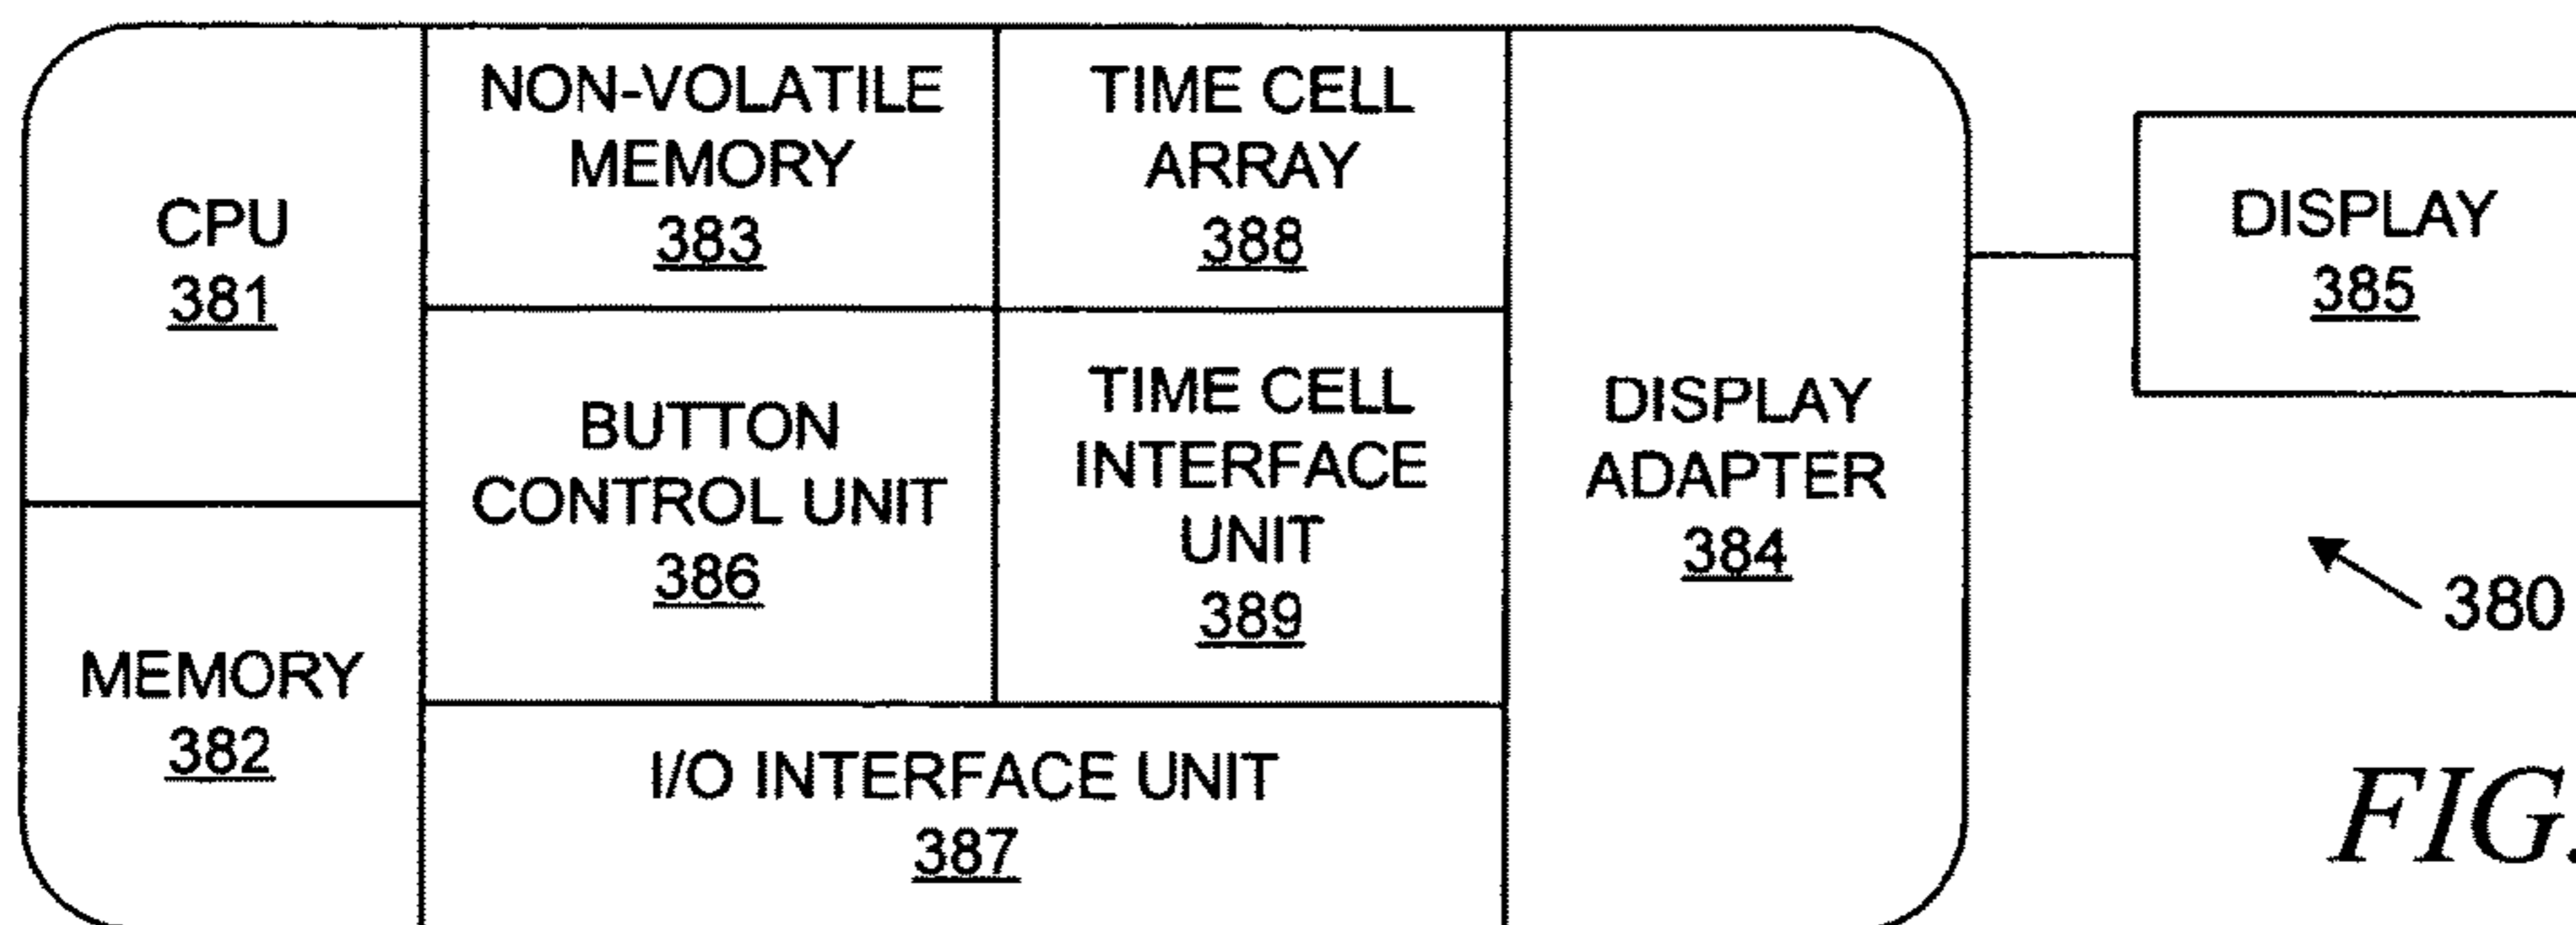 CPU
381
MEMORY
382
NON-VOLATILE
MEMORY
383
BUTTON
CONTROL UNIT
386
TIME CELL
ARRAY
388
TIME CELL
INTERFACE
UNIT
389
I/O INTERFACE UNIT
387
DISPLAY
ADAPTER
384
DISPLAY
385
380
FIG.